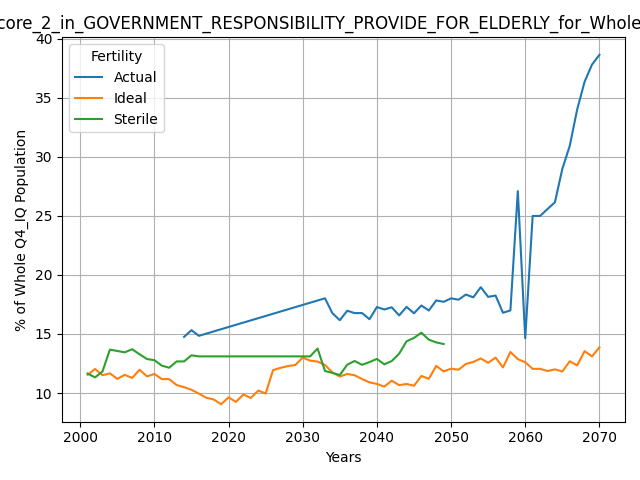 core_2_in_GOVERNMENT_RESPONSIBILITY_PROVIDE_FOR_ELDERLY_for_Whole
Fertility
Actual
Ideal
Sterile
% of Whole Q4_IQ Population
40
35
30
25
20
15
10
2000 2010 2020 2030 2040 2050 2060 2070
Years